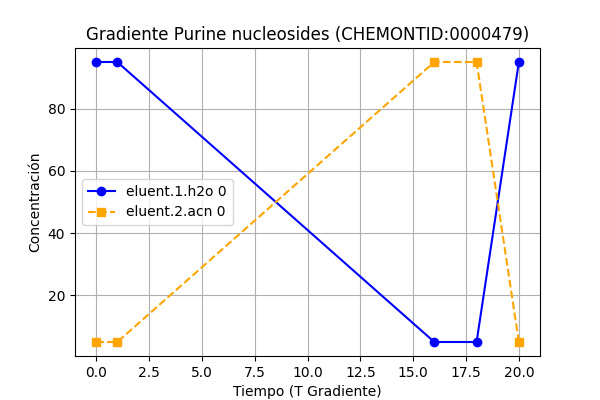 Gradiente Purine nucleosides (CHEMONTID:0000479)
Concentración
80
60
40
20
eluent.1.h2o 0
eluent.2.acn 0
0.0 2.5 5.0 7.5 10.0 12.5 15.0 17.5 20.0
Tiempo (T Gradiente)